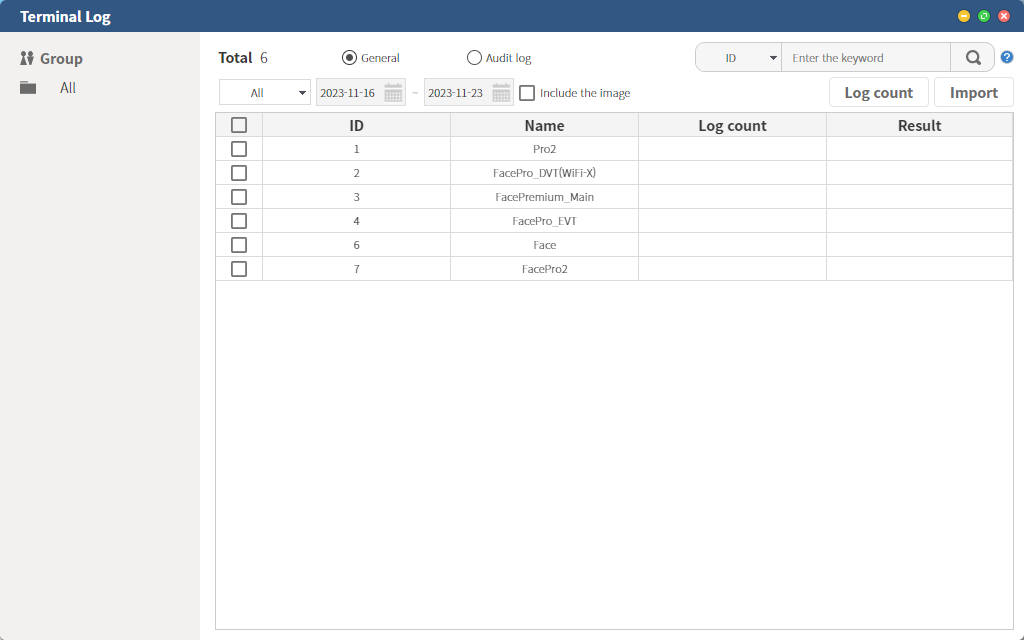 Terminal Log
Group
All
Total 6
General
Audit log
ID
Enter the keyword
?
All
2023-11-16
~
2023-11-23
Include the image
Log count
Import
ID Name Log count Result
1 Pro2
2 FacePro_DVT(WiFi-X)
3 FacePremium_Main
4 FacePro_EVT
6 Face
7 FacePro2